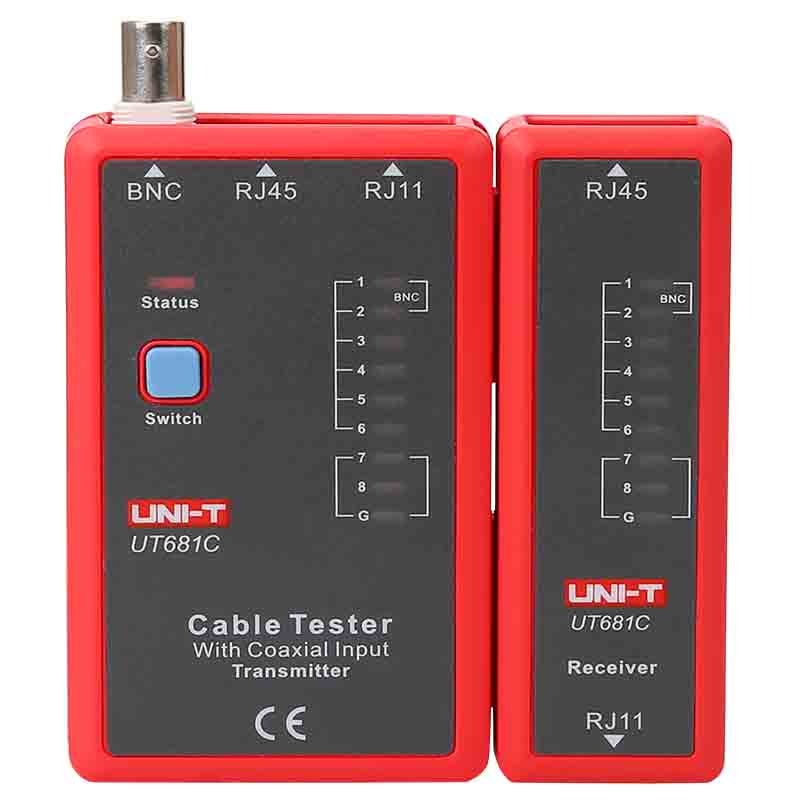 BNC RJ45 RJ11
Status
Switch
1
2
3
4
5
6
7
8
G
BNC
UNI-T
UT681C
Cable Tester
With Coaxial Input
Transmitter
CE
RJ45
1
2
3
4
5
6
7
8
G
BNC
UNI-T
UT681C
Receiver
RJ11